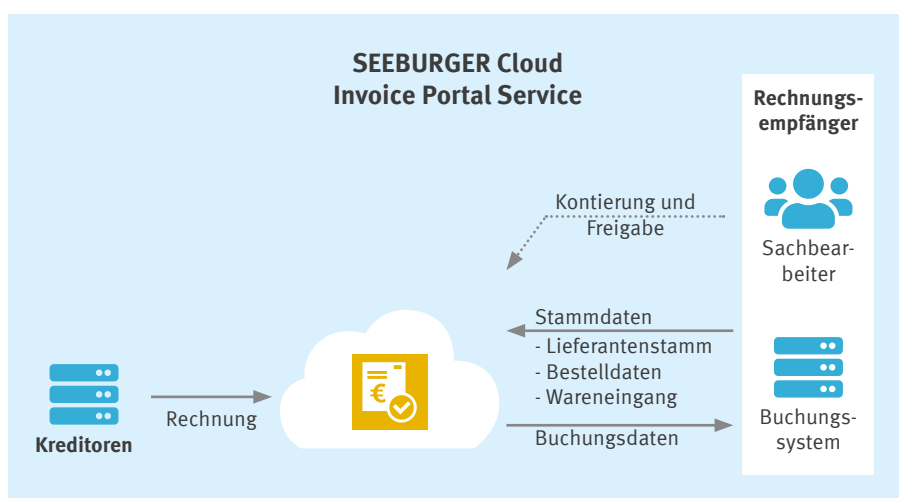 SEEBURGER Cloud
Invoice Portal Service
Rechnungs-
empfänger
Kontierung und
Freigabe
Sachbear-
beiter
Stammdaten
- Lieferantenstamm
- Bestelldaten
- Wareneingang
Buchungsdaten
Buchungs-
system
Rechnung
Kreditoren
€